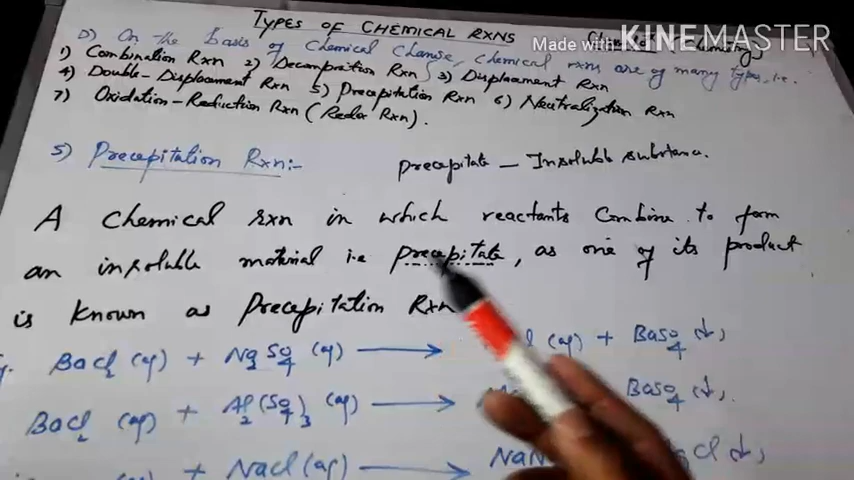 TYPES OF CHEMICAL RXNS
Made with KINEMASTER
D) On the basis of chemical change, chemical rxns are of many types, i.e.
1) Combination Rxn 2) Decomposition Rxn 3) Displacement Rxn
4) Double-Displacement Rxn 5) Precipitation Rxn 6) Neutralization Rxn
7) Oxidation-Reduction Rxn (Redox Rxn).
5) Precipitation Rxn:- precipitate - Insoluble substance.
A chemical rxn in which reactants combine to form
an insoluble material i.e precipitate, as one of its product
is known as Precipitation Rxn
BaCl2 (aq) + Na2SO4 (aq) → (aq) + BaSO4 ↓;
BaCl2 (aq) + Al2(SO4)3 (aq) → BaSO4 ↓.
+ NaCl(aq) → Cl ↓;